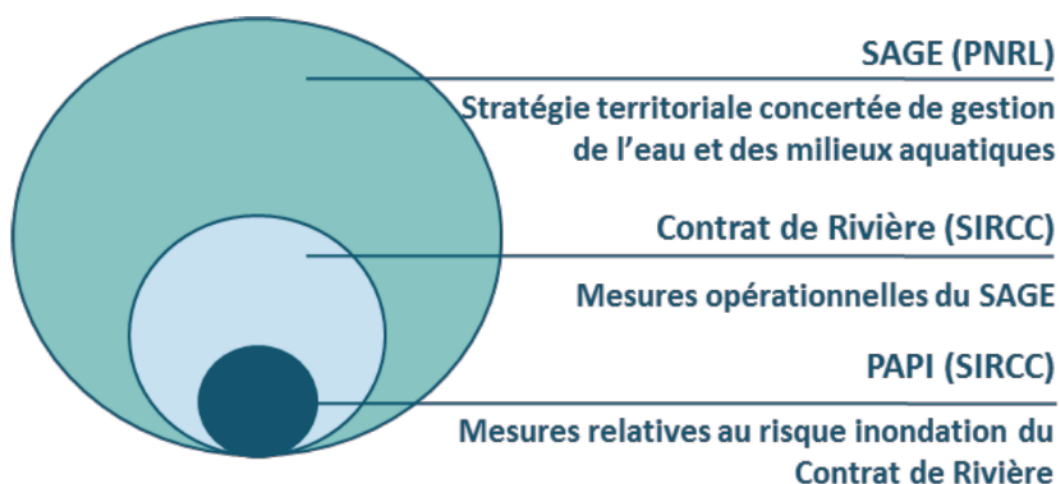 SAGE (PNRL)
Stratégie territoriale concertée de gestion
de l’eau et des milieux aquatiques
Contrat de Rivière (SIRCC)
Mesures opérationnelles du SAGE
PAPI (SIRCC)
Mesures relatives au risque inondation du
Contrat de Rivière